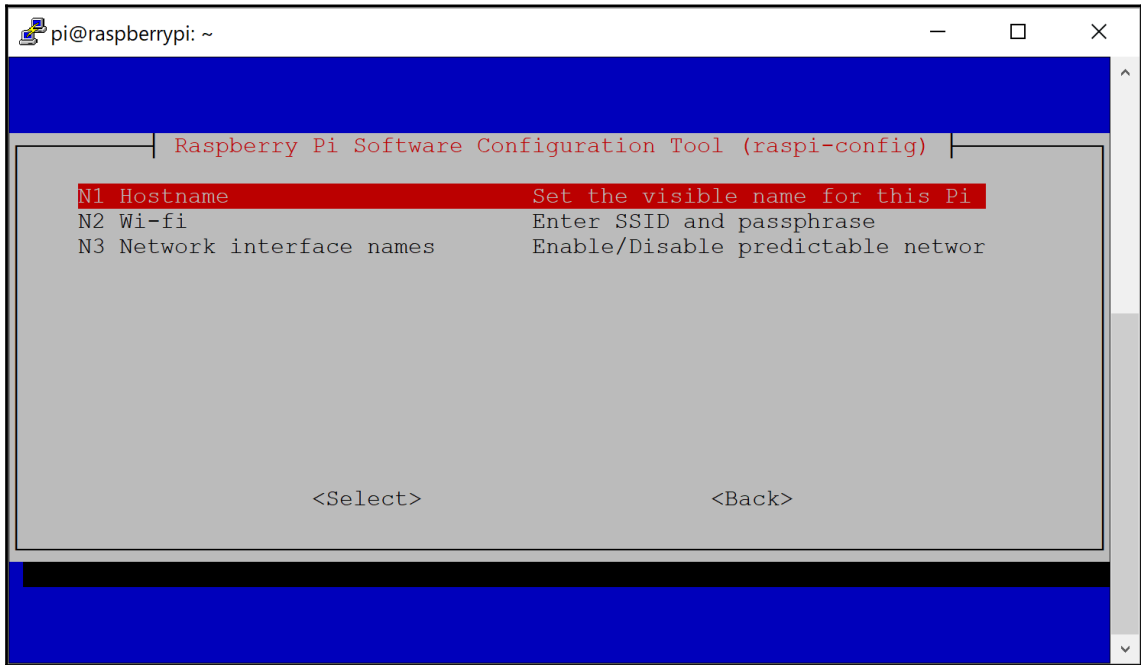 pi@raspberrypi: ~
Raspberry Pi Software Configuration Tool (raspi-config)
N1 Hostname Set the visible name for this Pi
N2 Wi-fi Enter SSID and passphrase
N3 Network interface names Enable/Disable predictable networ
<Select> <Back>